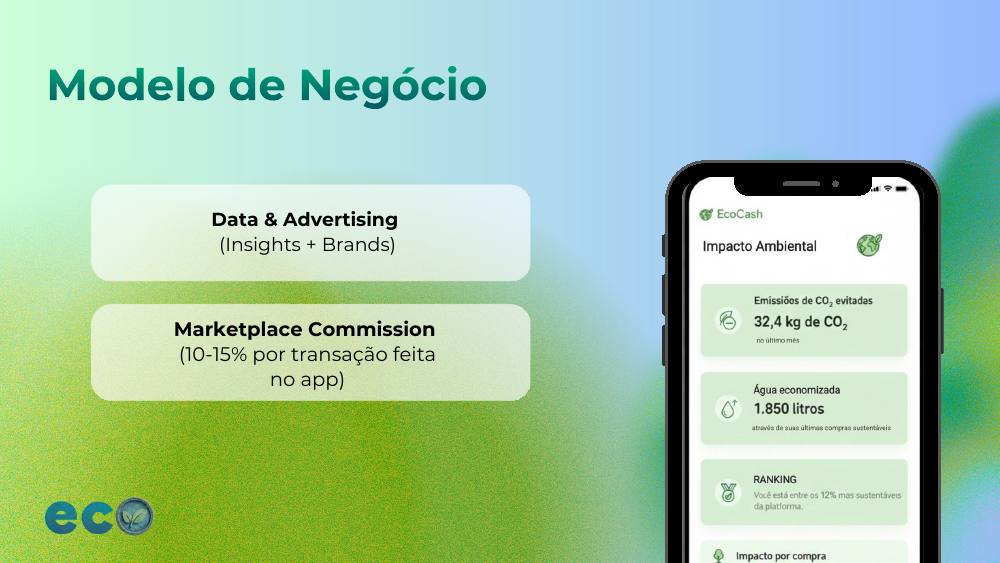 Modelo de Negócio
Data & Advertising
(Insights + Brands)
Marketplace Commission
(10-15% por transação feita
no app)
eco
EcoCash
Impacto Ambiental
Emissiões de CO₂ evitadas
32,4 kg de CO₂
no último mês
Água economizada
1.850 litros
através de suas últimas compras sustentáveis
RANKING
Você está entre os 12% mas sustentáveis
da plataforma.
Impacto por compra